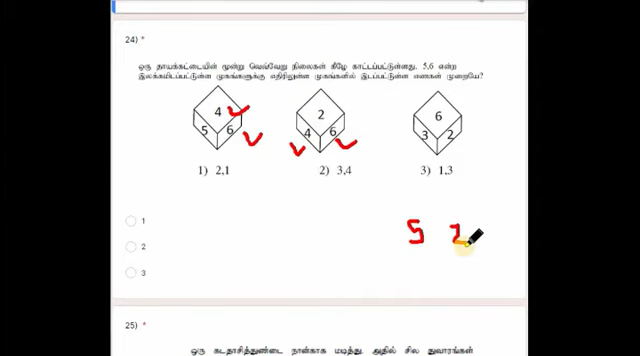 24) *
ஒரு தாயக்கட்டையின் மூன்று வெவ்வேறு நிலைகள் கீழே காட்டப்பட்டுள்ளது. 5,6 என்ற
இலக்கமிடப்பட்டுள்ள முகங்களுக்கு எதிரிலுள்ள முகங்களில் இடப்பட்டுள்ள எண்கள் முறையே?
4 2 6
5 6 4 6 3 2
1) 2,1 2) 3,4 3) 1,3
1
5 2
2
3
25) *
ஒரு கடதாசித்துண்டை நான்காக மடித்து, அதில் சில துவாரங்கள்